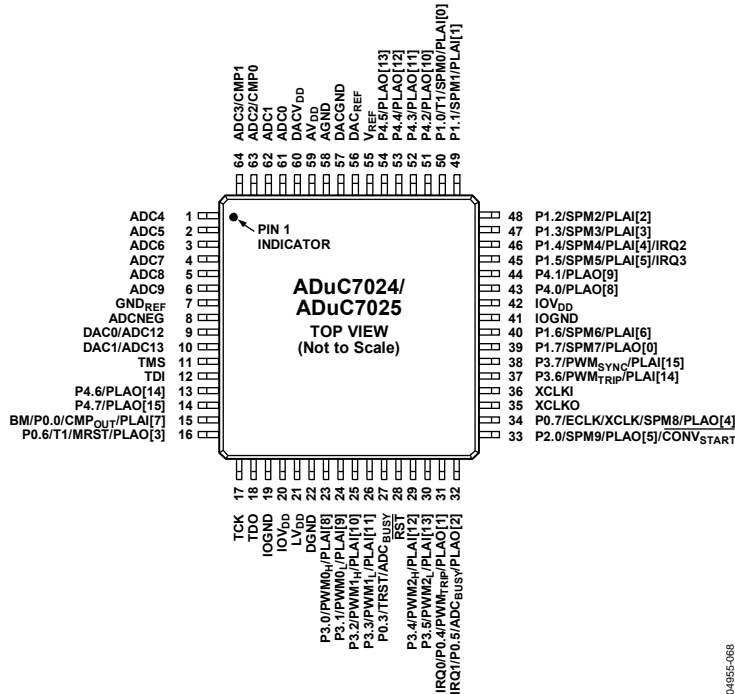 64 ADC3/CMP1
63 ADC2/CMP0
62 ADC1
61 ADC0
60 DACVDD
59 AVDD
58 AGND
57 DACGND
56 DACREF
55 VREF
54 P4.5/PLAO[13]
53 P4.4/PLAO[12]
52 P4.3/PLAO[11]
51 P4.2/PLAO[10]
50 P1.0/T1/SPM0/PLAI[0]
49 P1.1/SPM1/PLAI[1]
ADC4 1
ADC5 2
ADC6 3
ADC7 4
ADC8 5
ADC9 6
GNDREF 7
ADCNEG 8
DAC0/ADC12 9
DAC1/ADC13 10
TMS 11
TDI 12
P4.6/PLAO[14] 13
P4.7/PLAO[15] 14
BM/P0.0/CMPOUT/PLAI[7] 15
P0.6/T1/MRST/PLAO[3] 16
PIN 1
INDICATOR
ADuC7024/
ADuC7025
TOP VIEW
(Not to Scale)
48 P1.2/SPM2/PLAI[2]
47 P1.3/SPM3/PLAI[3]
46 P1.4/SPM4/PLAI[4]/IRQ2
45 P1.5/SPM5/PLAI[5]/IRQ3
44 P4.1/PLAO[9]
43 P4.0/PLAO[8]
42 IOVDD
41 IOGND
40 P1.6/SPM6/PLAI[6]
39 P1.7/SPM7/PLAO[0]
38 P3.7/PWMSYNC/PLAI[15]
37 P3.6/PWMTRIP/PLAI[14]
36 XCLKI
35 XCLKO
34 P0.7/ECLK/XCLK/SPM8/PLAO[4]
33 P2.0/SPM9/PLAO[5]/CONVSTART
17 TCK
18 TDO
19 IOGND
20 IOVDD
21 LVDD
22 DGND
23 P3.0/PWM0H/PLAI[8]
24 P3.1/PWM0L/PLAI[9]
25 P3.2/PWM1H/PLAI[10]
26 P3.3/PWM1L/PLAI[11]
27 P0.3/TRST/ADCBUSY
28 RST
29 P3.4/PWM2H/PLAI[12]
30 P3.5/PWM2L/PLAI[13]
31 IRQ0/P0.4/PWMTRIP/PLAO[1]
32 IRQ1/P0.5/ADCBUSY/PLAO[2]
04955-068